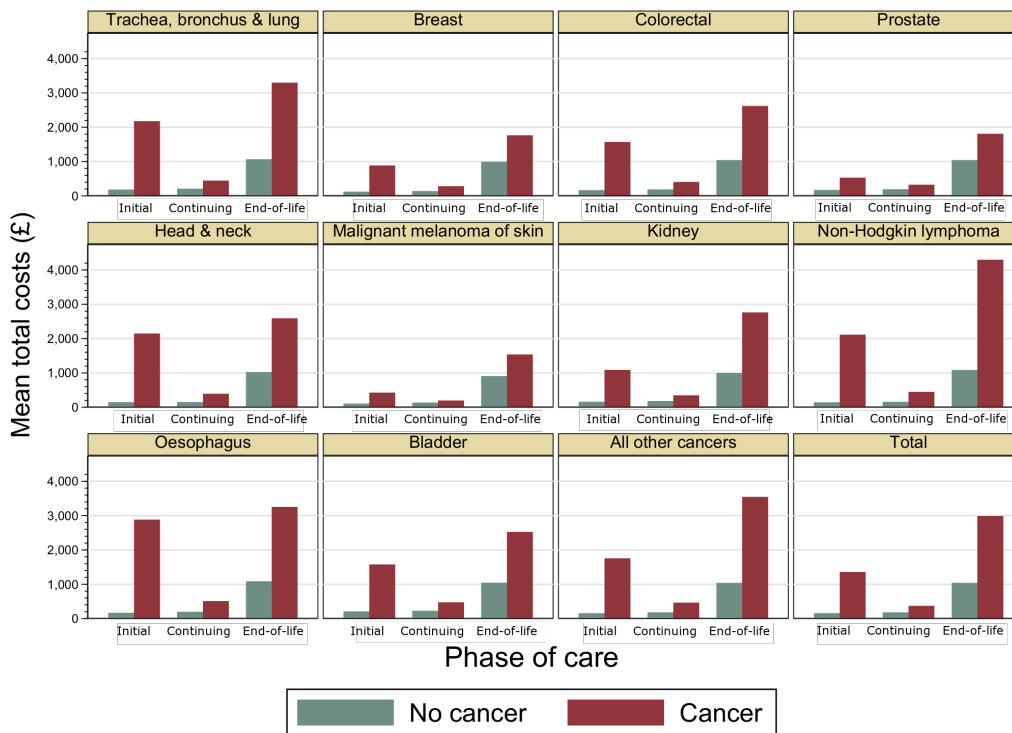 Trachea, bronchus & lung
Breast
Colorectal
Prostate
4,000
3,000
2,000
1,000
0
Initial Continuing End-of-life
Initial Continuing End-of-life
Initial Continuing End-of-life
Initial Continuing End-of-life
Head & neck
Malignant melanoma of skin
Kidney
Non-Hodgkin lymphoma
4,000
3,000
2,000
1,000
0
Initial Continuing End-of-life
Initial Continuing End-of-life
Initial Continuing End-of-life
Initial Continuing End-of-life
Oesophagus
Bladder
All other cancers
Total
4,000
3,000
2,000
1,000
0
Initial Continuing End-of-life
Initial Continuing End-of-life
Initial Continuing End-of-life
Initial Continuing End-of-life
Mean total costs (£)
Phase of care
No cancer
Cancer